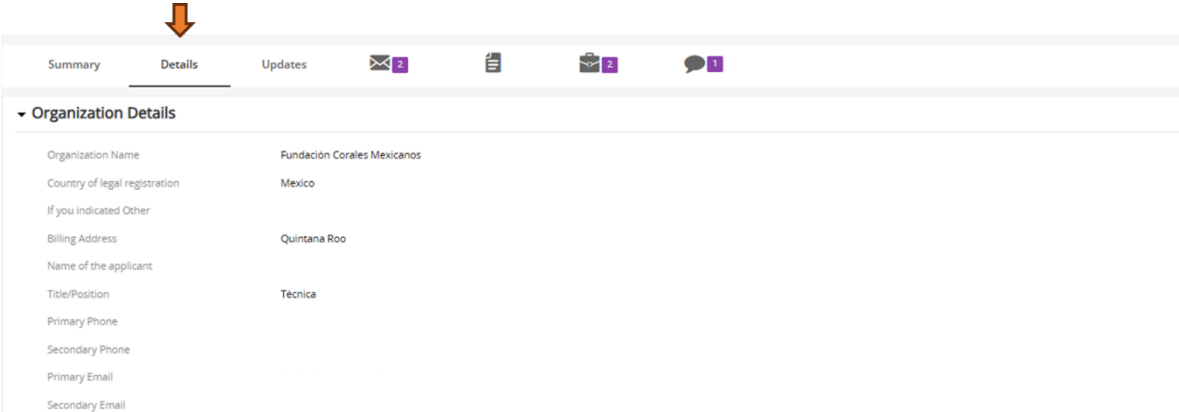 Summary Details Updates 2 2 1
Organization Details
Organization Name Fundación Corales Mexicanos
Country of legal registration Mexico
If you indicated Other
Billing Address Quintana Roo
Name of the applicant
Title/Position Técnica
Primary Phone
Secondary Phone
Primary Email
Secondary Email